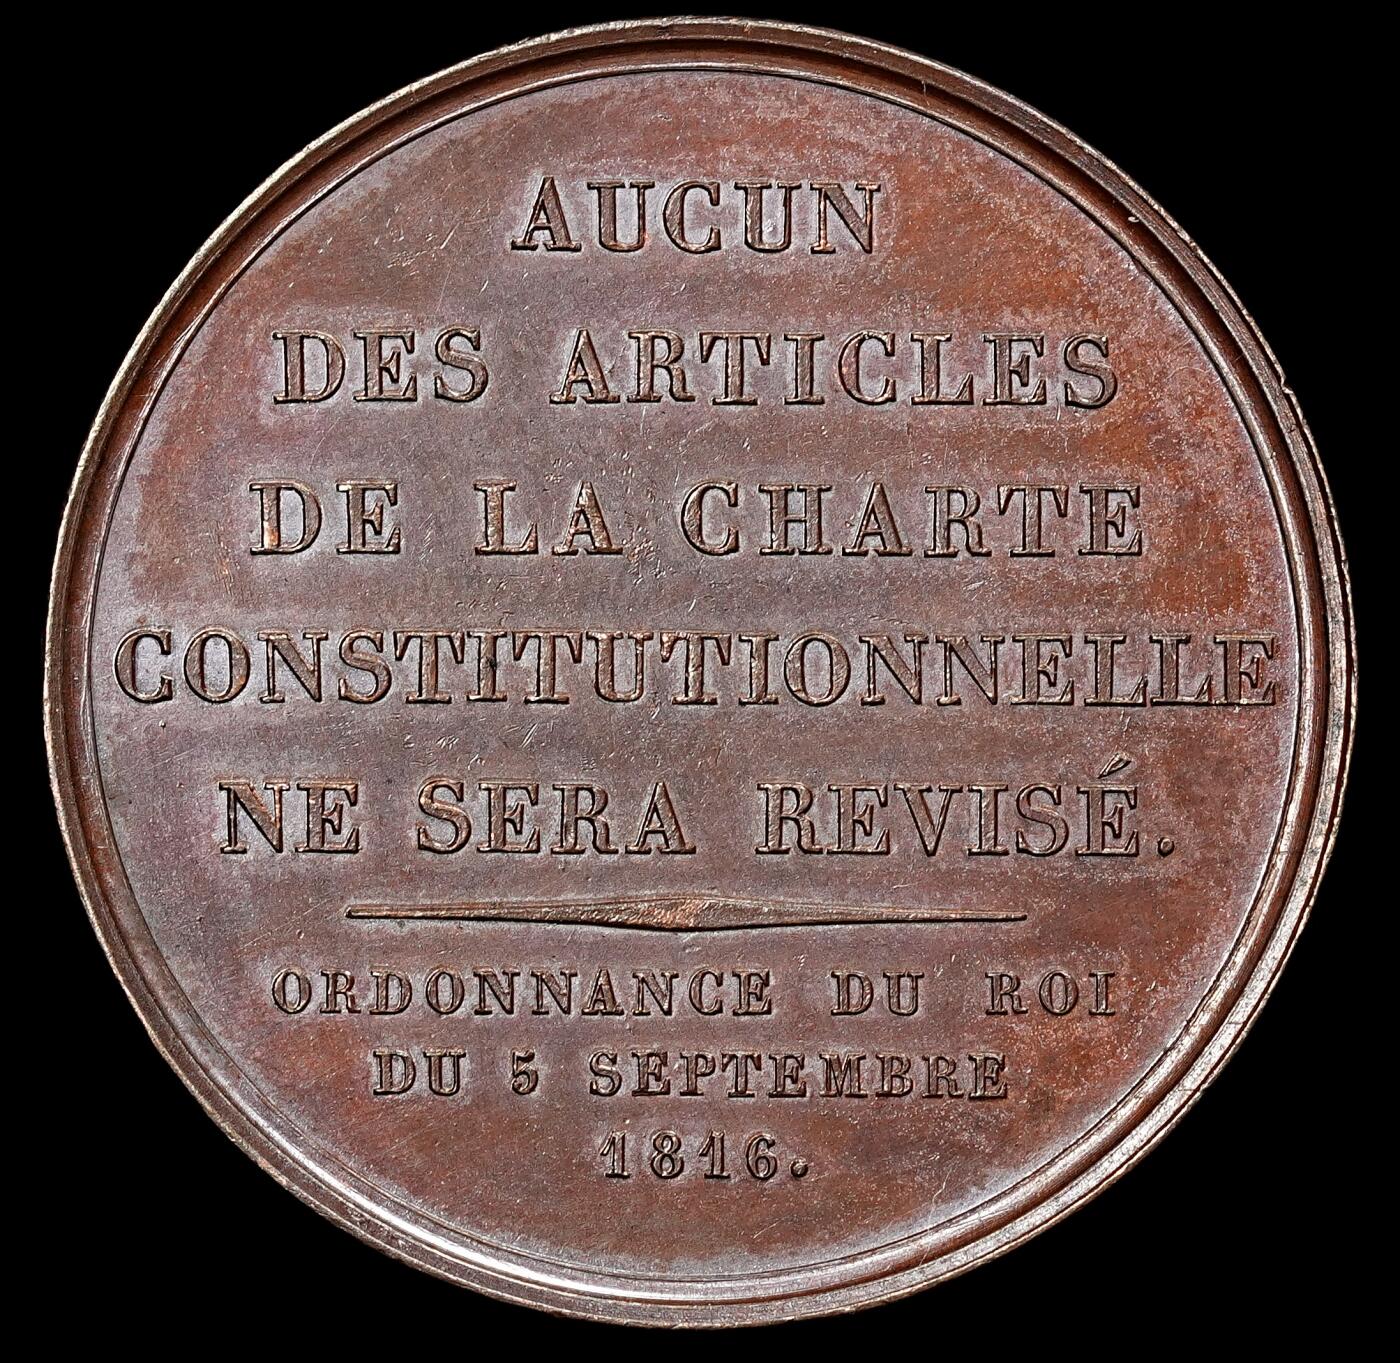 AUCUN
DES ARTICLES
DE LA CHARTE
CONSTITUTIONNELLE
NE SERA REVISÉ.
ORDONNANCE DU ROI
DU 5 SEPTEMBRE
1816.